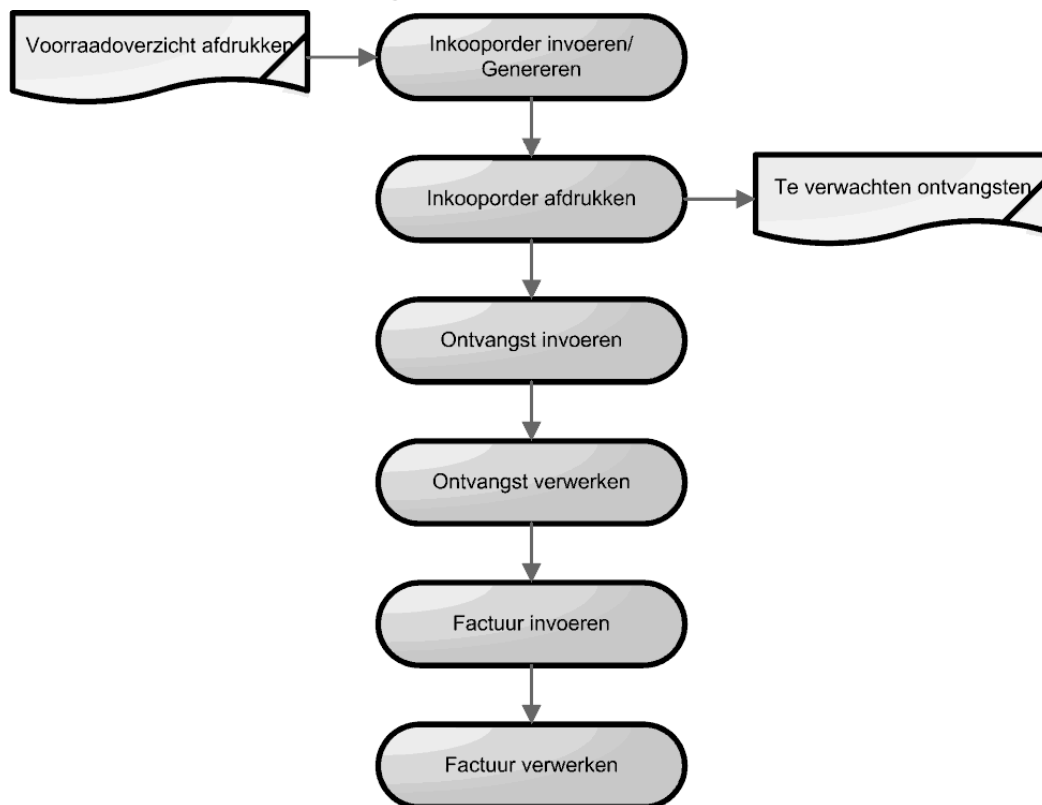 Voorraadoverzicht afdrukken
Inkooporder invoeren/
Genereren
Inkooporder afdrukken
Te verwachten ontvangsten
Ontvangst invoeren
Ontvangst verwerken
Factuur invoeren
Factuur verwerken